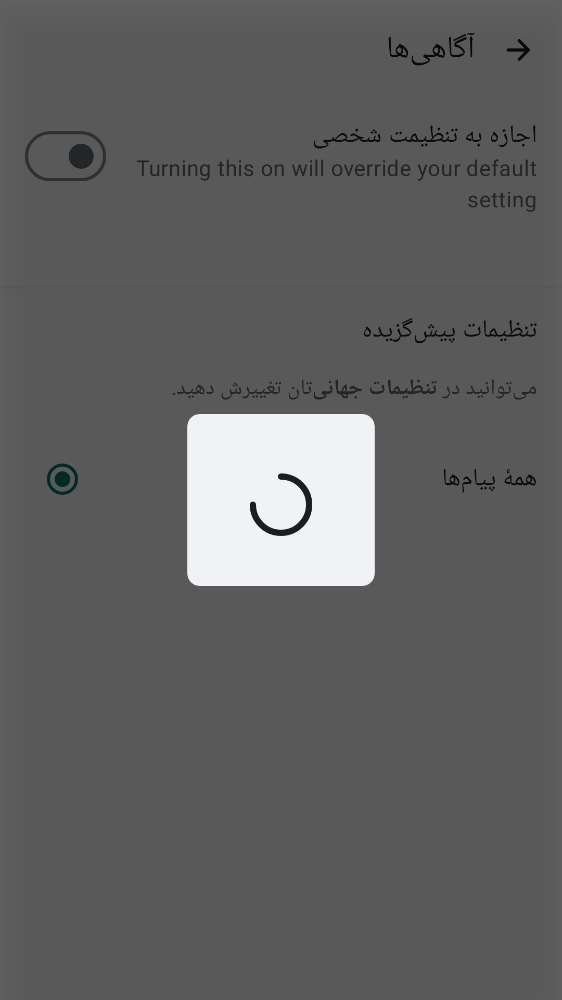 آگاهی‌ها
اجازه به تنظیمت شخصی
Turning this on will override your default
setting
تنظیمات پیش‌گزیده
می‌توانید در تنظیمات جهانی‌تان تغییرش دهید.
همهٔ پیام‌ها